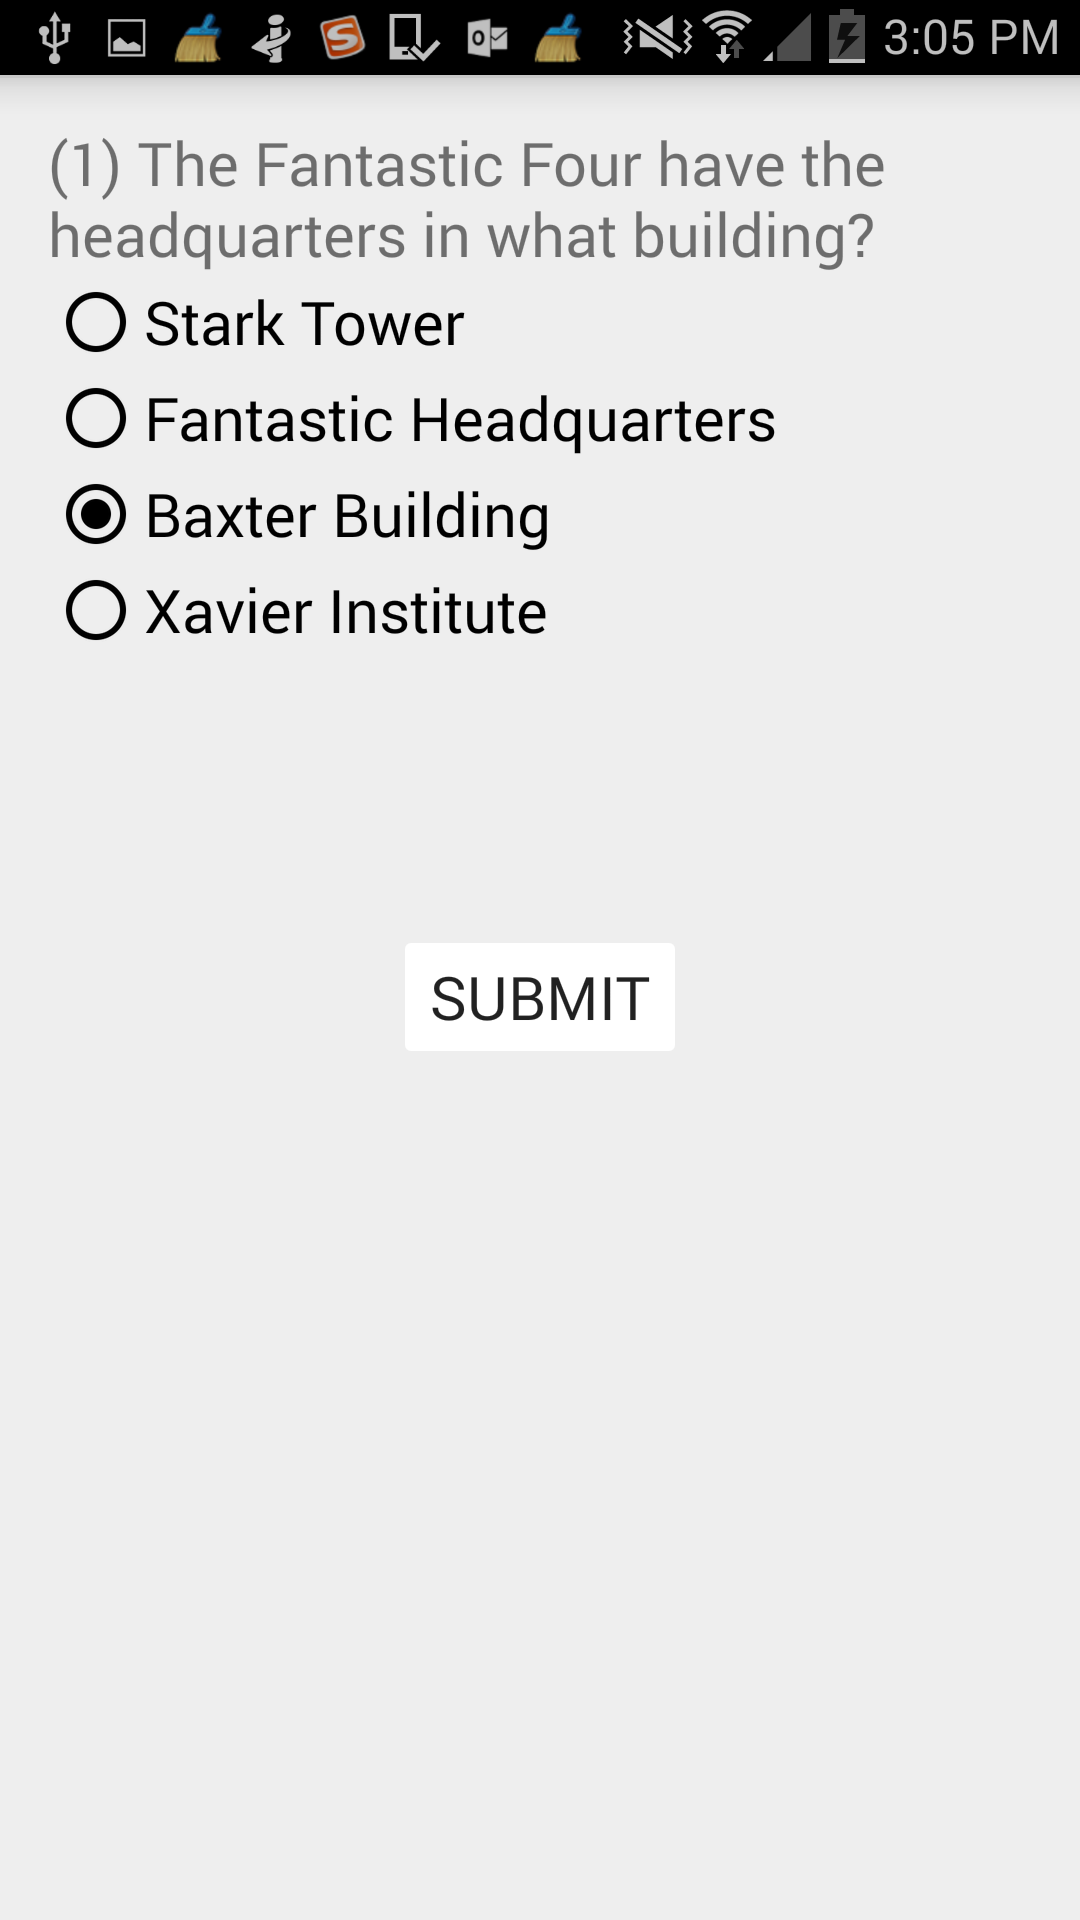 3:05 PM
(1) The Fantastic Four have the
headquarters in what building?
Stark Tower
Fantastic Headquarters
Baxter Building
Xavier Institute
SUBMIT